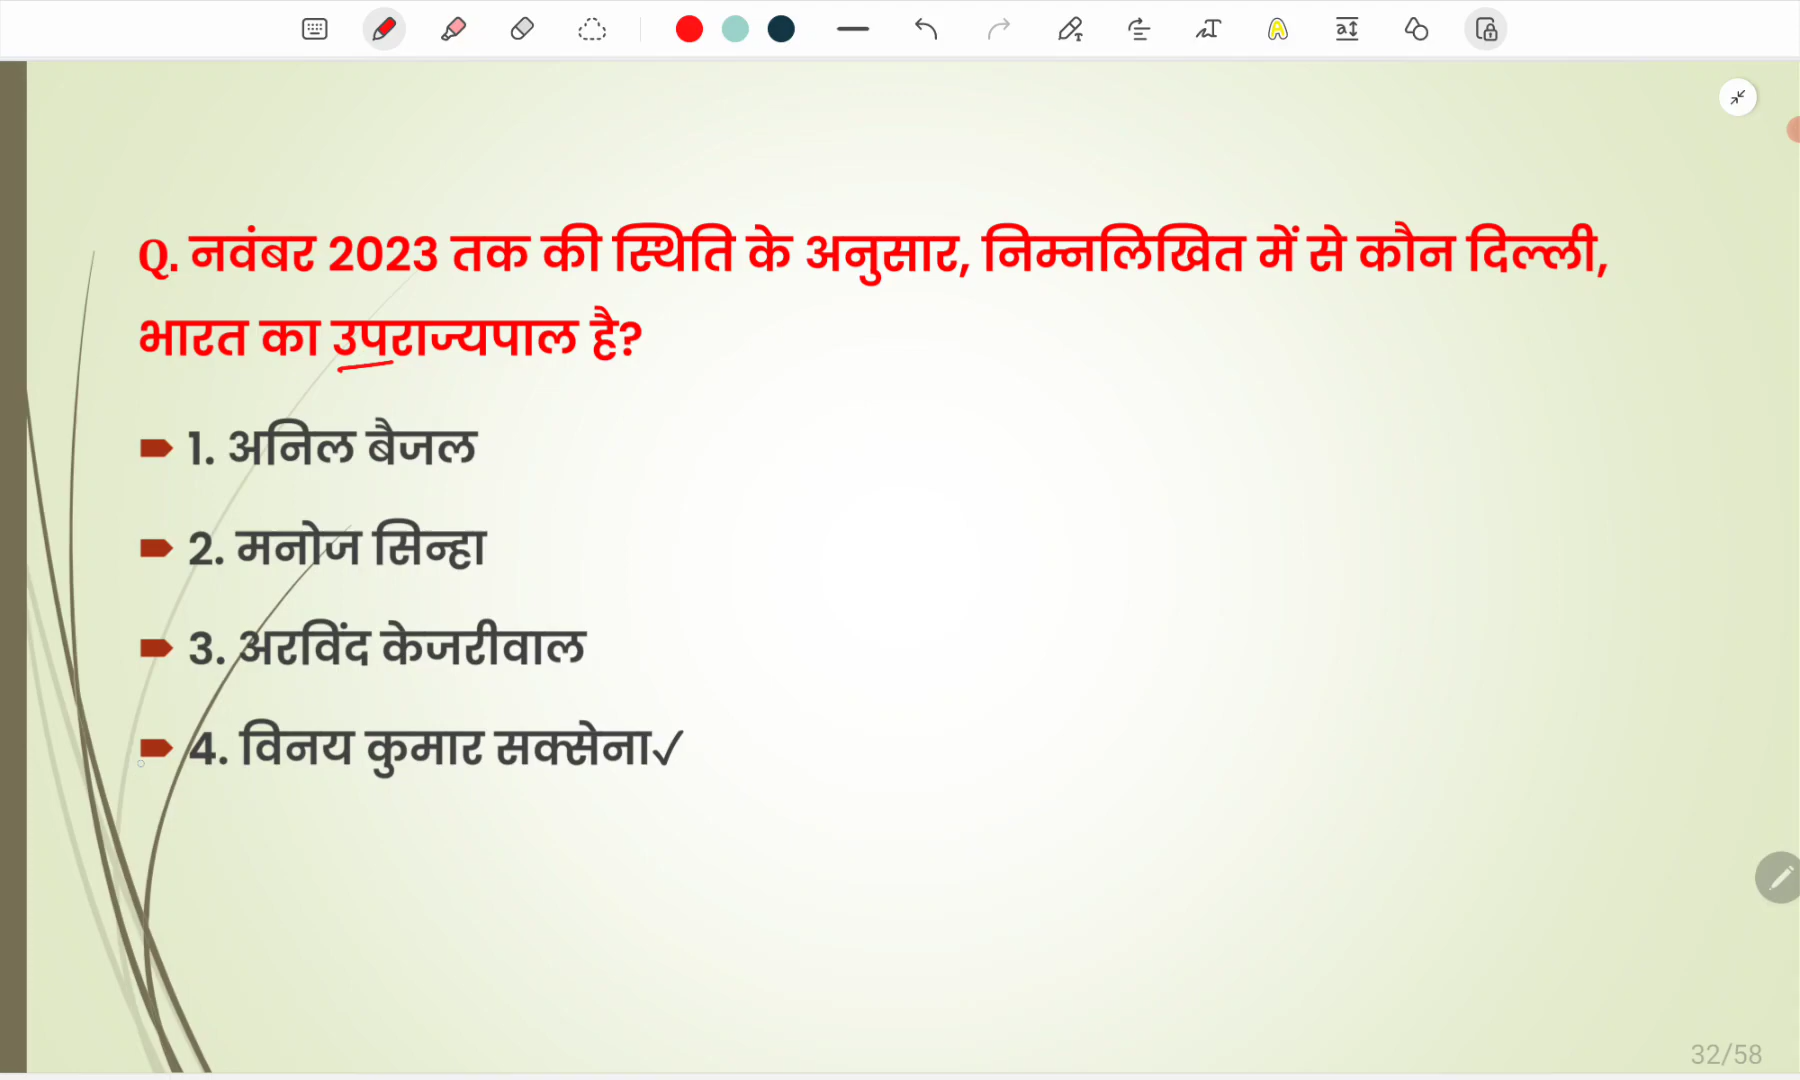 Q. नवंबर 2023 तक की स्थिति के अनुसार, निम्नलिखित में से कौन दिल्ली,
भारत का उपराज्यपाल है?
1. अनिल बैजल
2. मनोज सिन्हा
3. अरविंद केजरीवाल
4. विनय कुमार सक्सेना✓
32/58